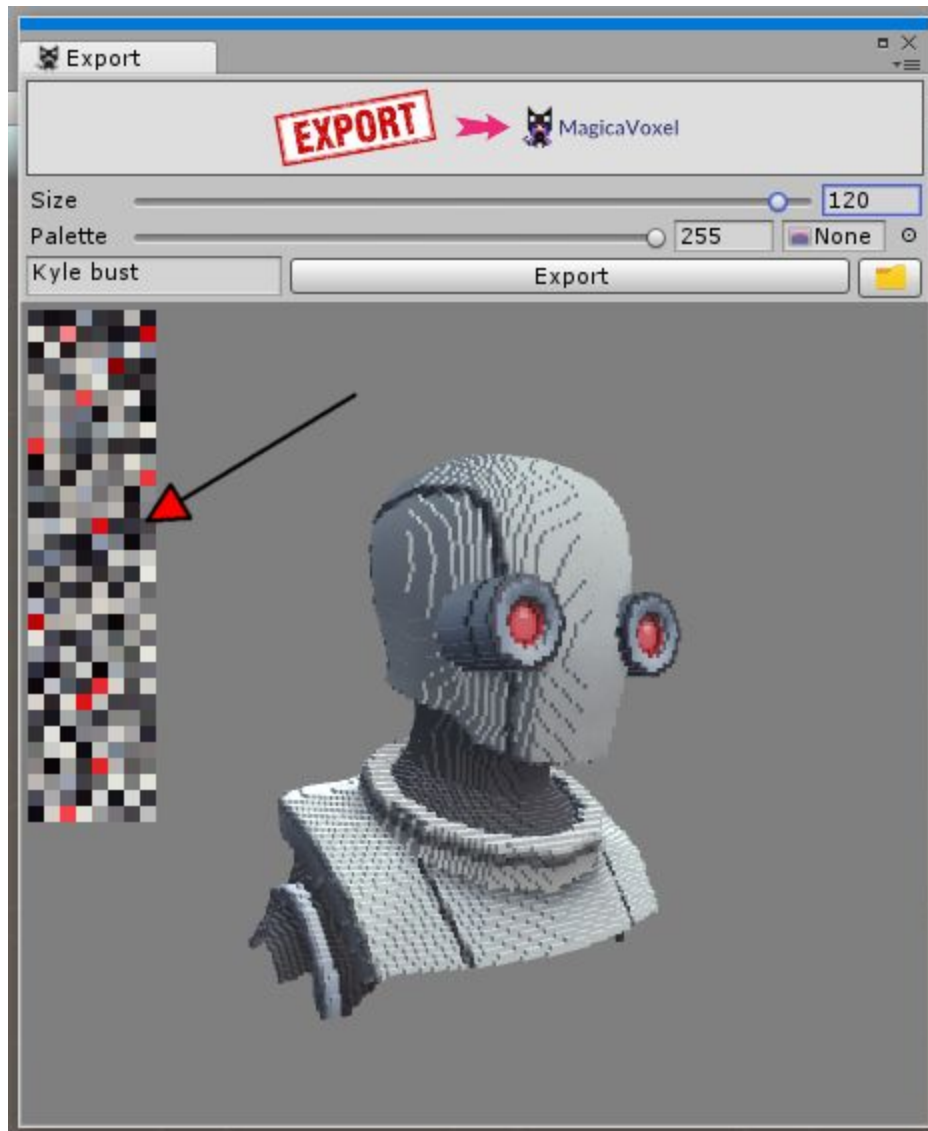 Export
EXPORT MagicaVoxel
Size 120
Palette 255 None
Kyle bust Export